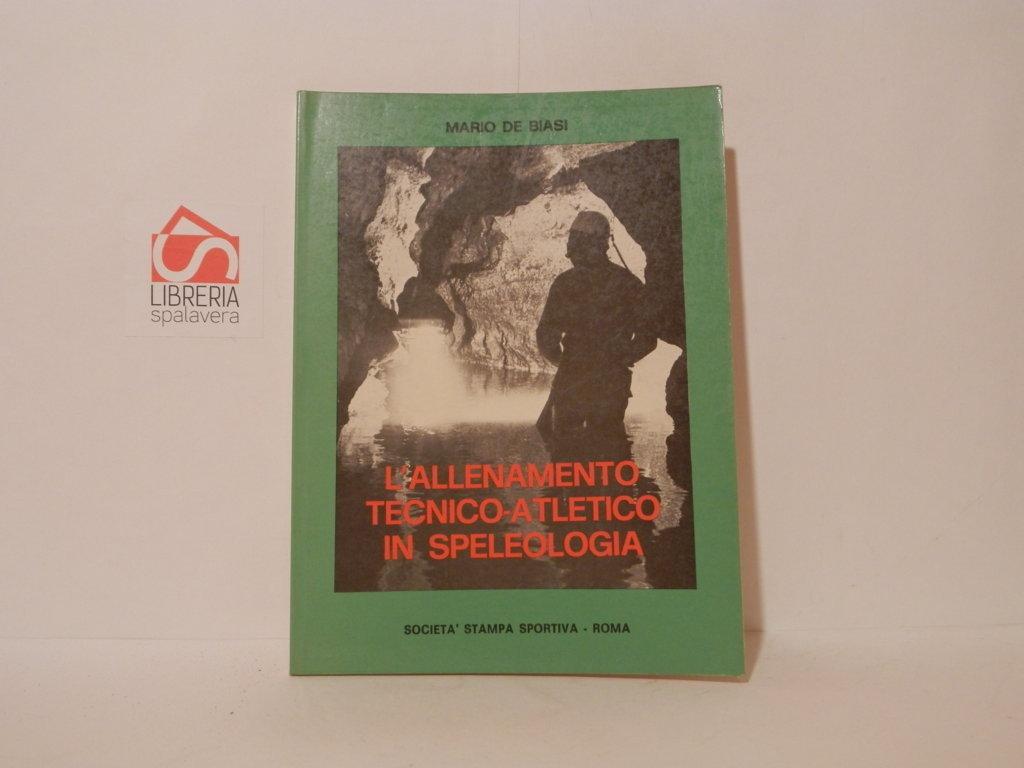 MARIO DE BIASI
L'ALLENAMENTO
TECNICO-ATLETICO
IN SPELEOLOGIA
SOCIETA' STAMPA SPORTIVA - ROMA
LIBRERIA
spalavera